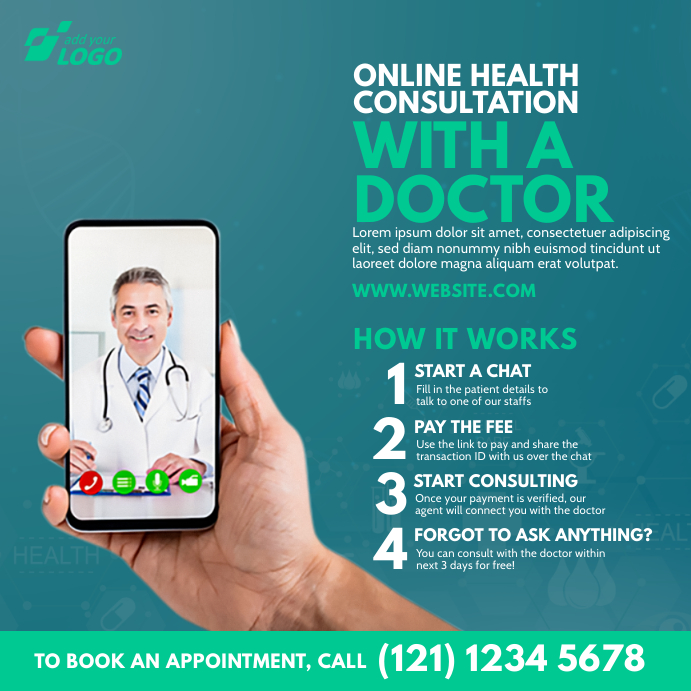 add your
LOGO
ONLINE HEALTH
CONSULTATION
WITH A
DOCTOR
Lorem ipsum dolor sit amet, consectetuer adipiscing
elit, sed diam nonummy nibh euismod tincidunt ut
laoreet dolore magna aliquam erat volutpat.
WWW.WEBSITE.COM
HOW IT WORKS
1 START A CHAT
Fill in the patient details to
talk to one of our staffs
2 PAY THE FEE
Use the link to pay and share the
transaction ID with us over the chat
3 START CONSULTING
Once your payment is verified, our
agent will connect you with the doctor
4 FORGOT TO ASK ANYTHING?
You can consult with the doctor within
next 3 days for free!
HEALTH
TO BOOK AN APPOINTMENT, CALL (121) 1234 5678